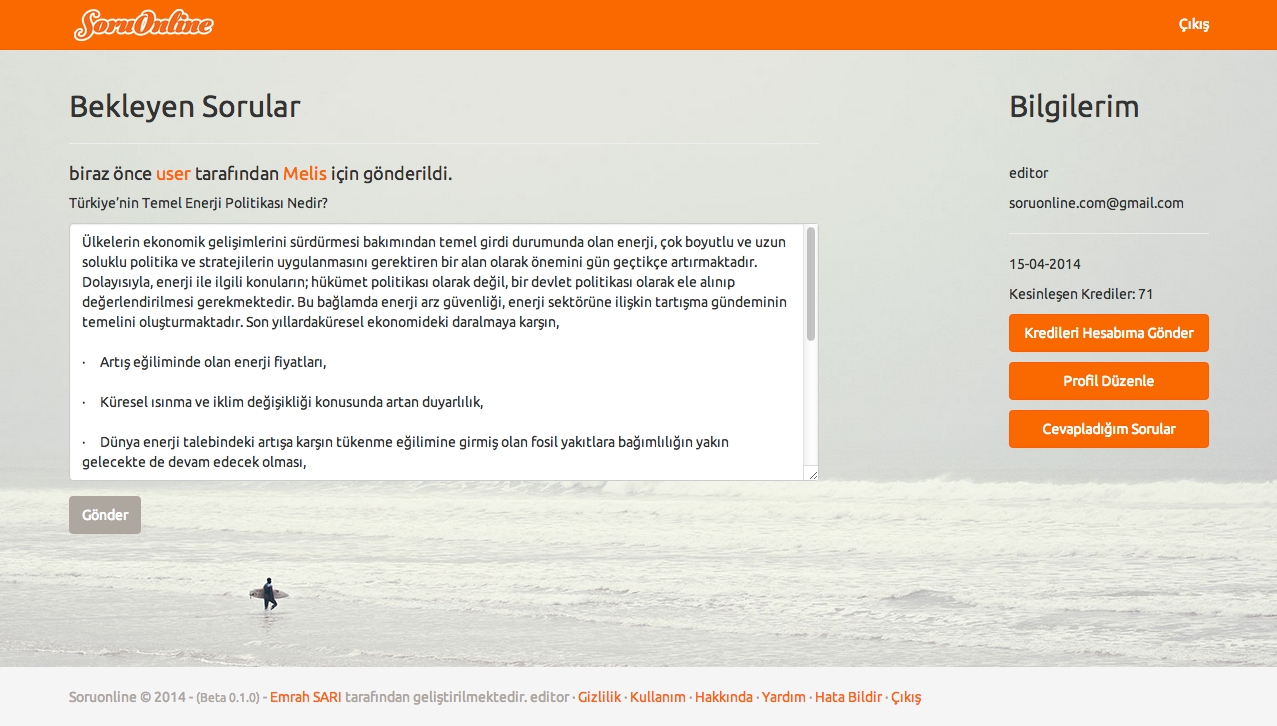 SoruOnline
Çıkış
Bekleyen Sorular
biraz önce user tarafından Melis için gönderildi.
Türkiye’nin Temel Enerji Politikası Nedir?
Ülkelerin ekonomik gelişimlerini sürdürmesi bakımından temel girdi durumunda olan enerji, çok boyutlu ve uzun
soluklu politika ve stratejilerin uygulanmasını gerektiren bir alan olarak önemini gün geçtikçe artırmaktadır.
Dolayısıyla, enerji ile ilgili konuların; hükümet politikası olarak değil, bir devlet politikası olarak ele alınıp
değerlendirilmesi gerekmektedir. Bu bağlamda enerji arz güvenliği, enerji sektörüne ilişkin tartışma gündeminin
temelini oluşturmaktadır. Son yıllardaküresel ekonomideki daralmaya karşın,
· Artış eğiliminde olan enerji fiyatları,
· Küresel ısınma ve iklim değişikliği konusunda artan duyarlılık,
· Dünya enerji talebindeki artışa karşın tükenme eğilimine girmiş olan fosil yakıtlara bağımlılığın yakın
gelecekte de devam edecek olması,
Gönder
Bilgilerim
editor
soruonline.com@gmail.com
15-04-2014
Kesinleşen Krediler: 71
Kredileri Hesabıma Gönder
Profil Düzenle
Cevapladığım Sorular
Soruonline © 2014 - (Beta 0.1.0) - Emrah SARI tarafından geliştirilmektedir. editor · Gizlilik · Kullanım · Hakkında · Yardım · Hata Bildir · Çıkış